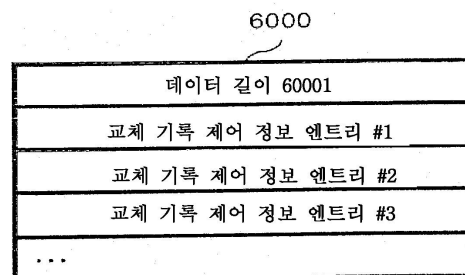 6000
데이터 길이 60001
교체 기록 제어 정보 엔트리 #1
교체 기록 제어 정보 엔트리 #2
교체 기록 제어 정보 엔트리 #3
...